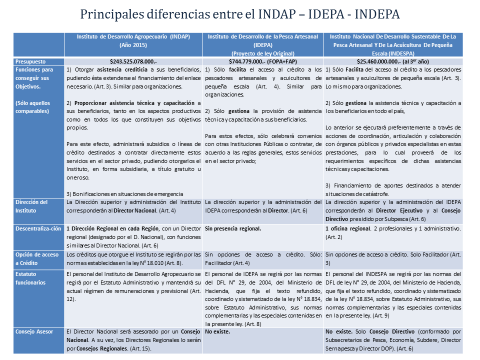 Principales diferencias entre el INDAP – IDEPA - INDEPA
Instituto de Desarrollo Agropecuario (INDAP)
(Año 2015)
Instituto de Desarrollo de la Pesca Artesanal
(IDEPA)
(Proyecto de Ley Original)
Instituto Nacional De Desarrollo Sustentable De La
Pesca Artesanal Y De La Acuicultura De Pequeña
Escala (INDESPA)
Presupuesto
$243.525.078.000.-
$744.779.000.- (FOPA+FAP)
$25.460.000.000.- (al 3er año)
Funciones para
conseguir sus
Objetivos.
(Sólo aquellos
comparables)
1) Otorgar asistencia crediticia a sus beneficiarios,
pudiendo éste extenderse al financiamiento del enlace
necesario. (Art. 3). Similar para organizaciones.
2) Proporcionar asistencia técnica y capacitación a
sus beneficiarios, tanto en los aspectos productivos
como en todos los que constituyen sus objetivos
propios.
Para este efecto, administrará subsidios o líneas de
crédito destinados a contratar directamente estos
servicios en el sector privado, pudiendo otorgarlos el
Instituto, en forma subsidiaria, a título gratuito u
oneroso.
3) Bonificaciones en situaciones de emergencia
1) Sólo facilita el acceso al crédito a los
pescadores artesanales y acuicultores de
pequeña escala (Art. 4). Similar para
organizaciones.
2) Sólo gestiona la provisión de asistencia
técnica y capacitación a sus beneficiarios.
Para estos efectos, sólo celebrará convenios
con otras Instituciones Públicas o contratar, de
acuerdo a las reglas generales, estos servicios
en el sector privado;
1) Sólo Facilita del acceso al crédito a los pescadores
artesanales y acuicultores de pequeña escala (Art. 3).
Lo mismo para organizaciones.
2) Sólo gestiona la asistencia técnica y capacitación a
los beneficiarios en todo el país,
Lo anterior se ejecutará preferentemente a través de
acciones de coordinación, articulación y colaboración
con órganos públicos y privados especialistas en estas
prestaciones, para lo cual proveerá de los
requerimientos específicos de dichas asistencias
técnicas y capacitaciones.
3) Financiamiento de aportes destinados a atender
situaciones de catástrofe.
Dirección del
Instituto
La Dirección superior y administración del Instituto
corresponderán al Director Nacional. (Art. 4)
La dirección superior y la administración del
IDEPA corresponderán al Director. (Art. 6)
La dirección superior y la administración del IDEPA
corresponderán al Director Ejecutivo y al Consejo
Directivo presidido por Subpesca (Art. 6)
Descentraliza-ción
1 Dirección Regional en cada Región, con un Director
regional (designado por el D. Nacional), con funciones
similares al Director Nacional. (Art. 6)
Sin presencia regional.
1 oficina regional. 2 profesionales y 1 administrativo.
(Art. 2)
Opción de acceso
a Crédito
Los créditos que otorgue el Instituto se regirán por las
normas establecidas en la ley N° 18.010 (Art. 8).
Sin opciones de acceso a crédito. Sólo:
Facilitador (Art. 4)
Sin opciones de acceso a crédito. Solo Facilitador (Art.
3)
Estatuto
funcionarios
El personal del Instituto de Desarrollo Agropecuario se
regirá por el Estatuto Administrativo y mantendrá su
actual régimen de remuneraciones y previsional (Art.
12).
El personal de IDEPA se regirá por las normas
del DFL N° 29, de 2004, del Ministerio de
Hacienda, que fija el texto refundido,
coordinado y sistematizado de la ley N° 18.834,
sobre Estatuto Administrativo, sus normas
complementarias y las especiales contenidas en
la presente ley. (Art. 8)
El personal del INDESPA se regirá por las normas del
DFL N° 29, de 2004, del Ministerio de Hacienda, que
fija el texto refundido, coordinado y sistematizado de
la ley N° 18.834, sobre Estatuto Administrativo, sus
normas complementarias y las especiales contenidas
en la presente ley. (Art. 9)
Consejo Asesor
El Director Nacional será asesorado por un Consejo
Nacional. A su vez, los Directores Regionales lo serán
por Consejos Regionales. (Art. 15).
No existe.
No existe. Solo Consejo Directivo (conformado por
Subsecretarios de Pesca, Economía, Subdere, Director
Sernapesca y Director DOP). (Art. 6)